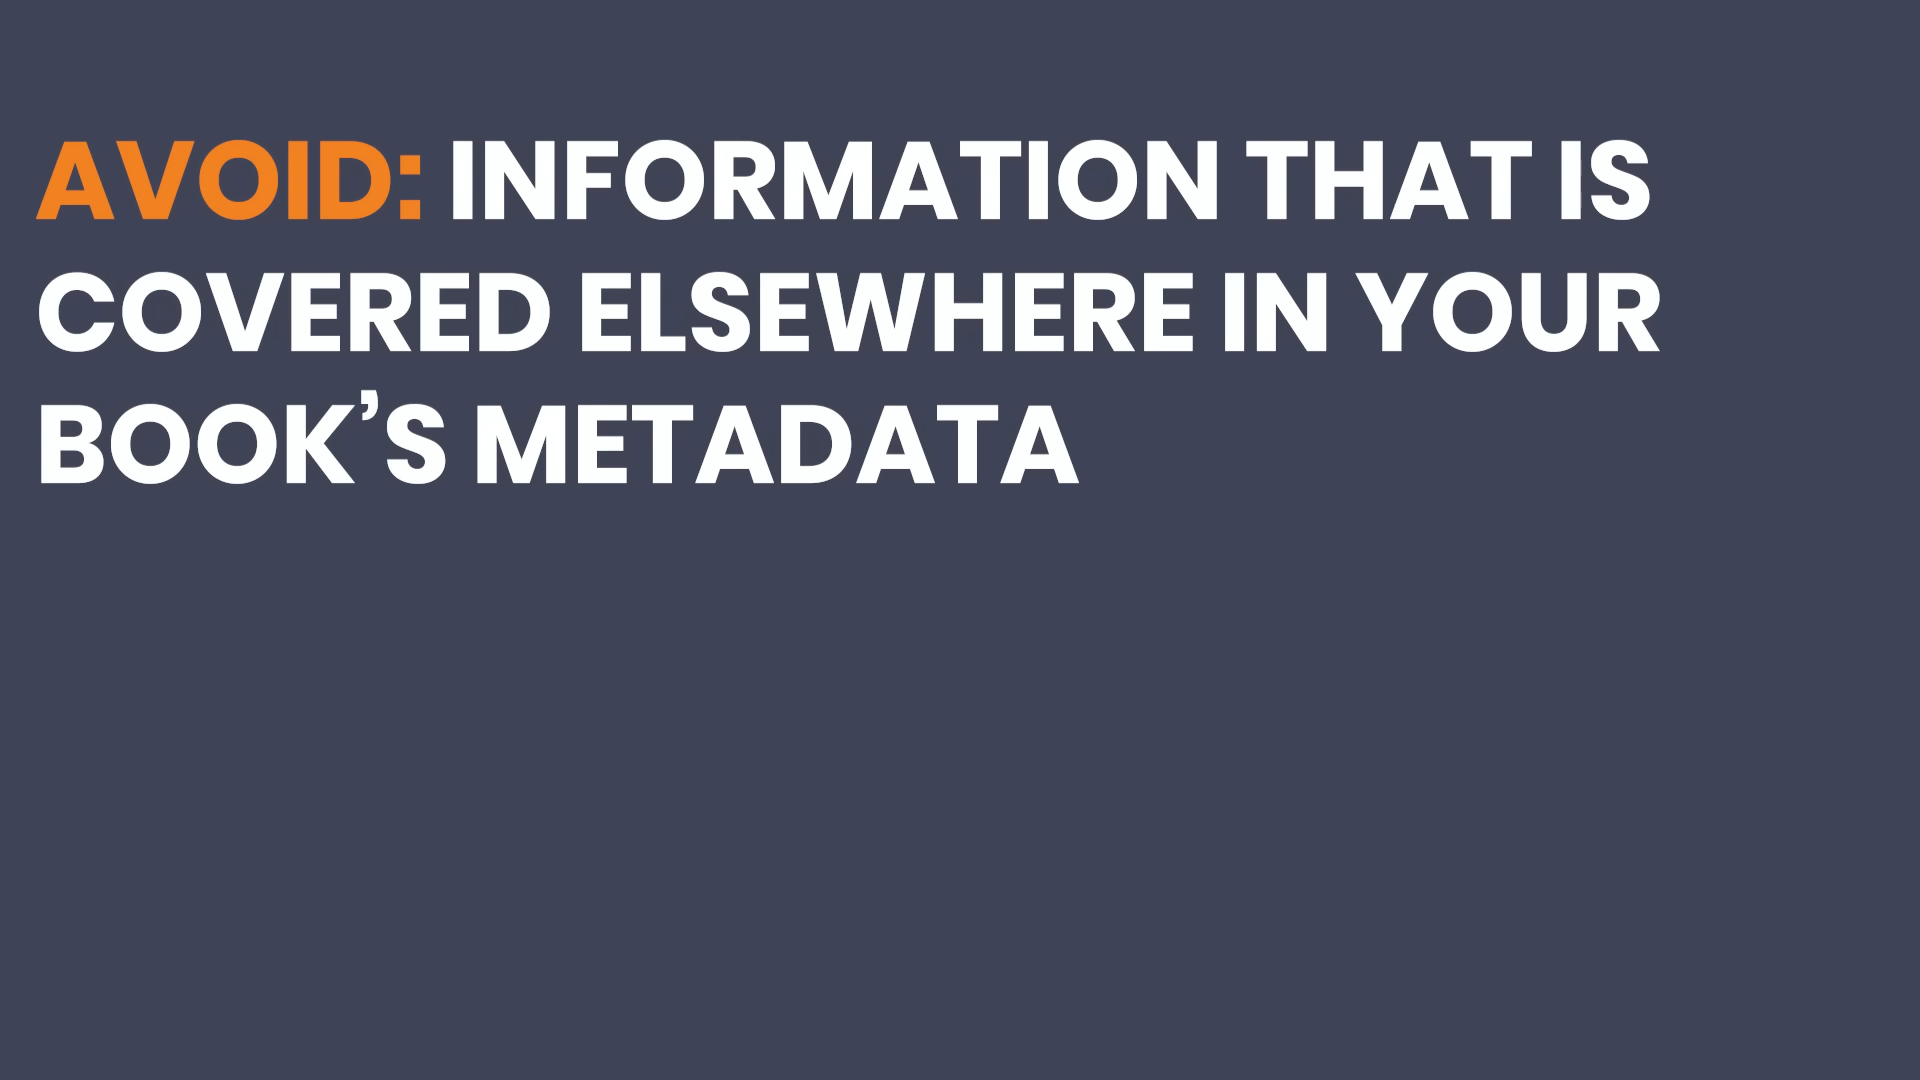 AVOID: INFORMATION THAT IS
COVERED ELSEWHERE IN YOUR
BOOK’S METADATA